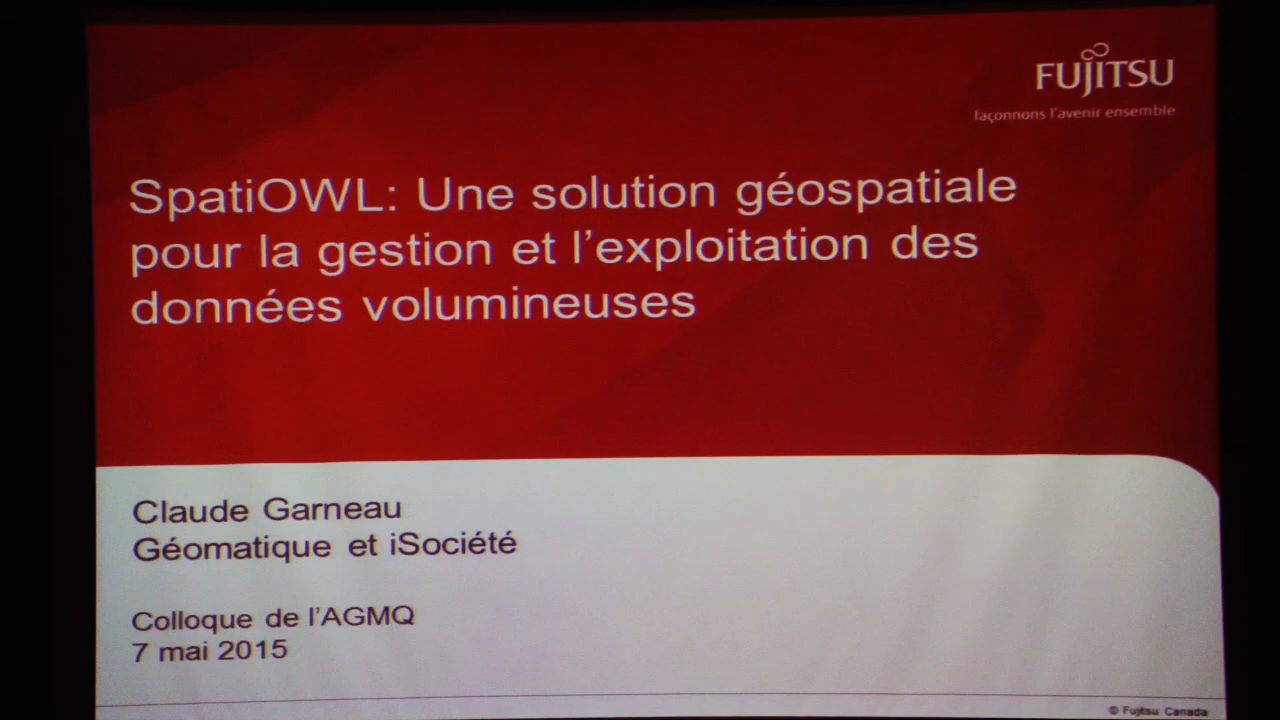 FUJITSU
façonnons l'avenir ensemble
SpatiOWL: Une solution géospatiale
pour la gestion et l'exploitation des
données volumineuses
Claude Garneau
Géomatique et iSociété
Colloque de l'AGMQ
7 mai 2015
© Fujitsu Canada